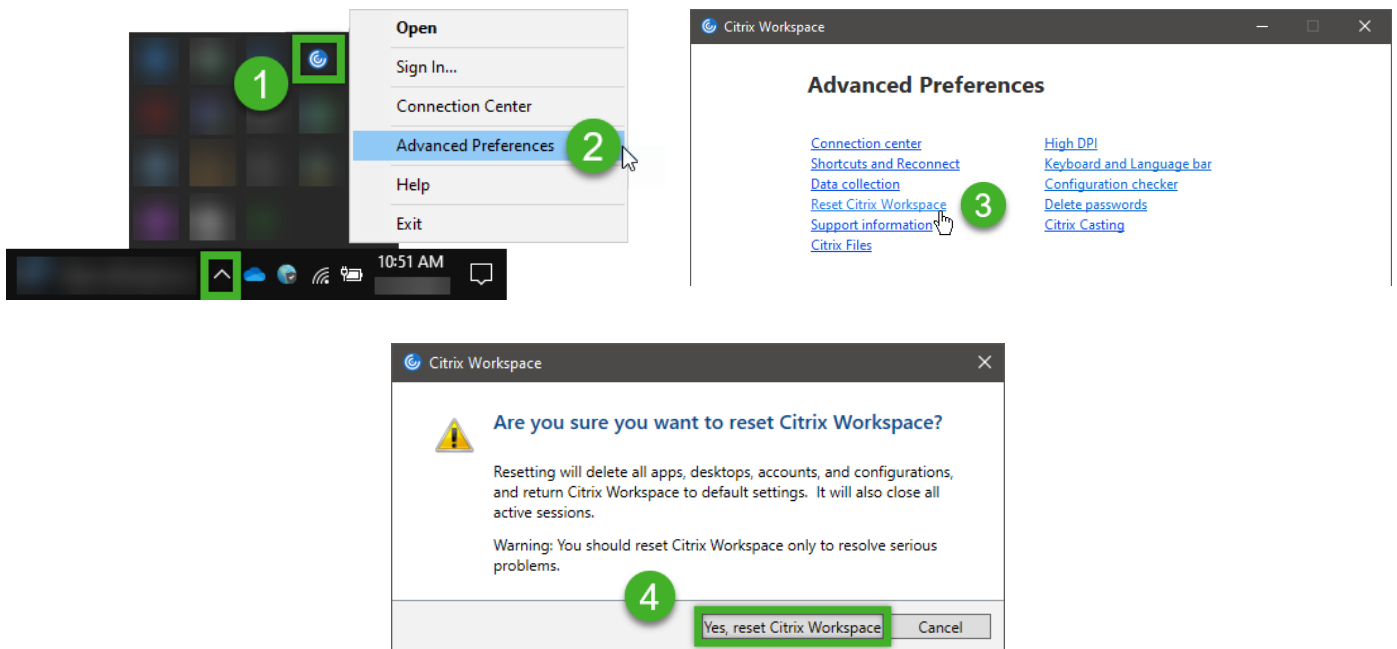 Open
Sign In...
Connection Center
Advanced Preferences
Help
Exit
1
2
10:51 AM
Citrix Workspace
Advanced Preferences
Connection center
Shortcuts and Reconnect
Data collection
Reset Citrix Workspace
Support information
Citrix Files
High DPI
Keyboard and Language bar
Configuration checker
Delete passwords
Citrix Casting
3
Citrix Workspace
Are you sure you want to reset Citrix Workspace?
Resetting will delete all apps, desktops, accounts, and configurations,
and return Citrix Workspace to default settings.  It will also close all
active sessions.
Warning: You should reset Citrix Workspace only to resolve serious
problems.
4
Yes, reset Citrix Workspace
Cancel